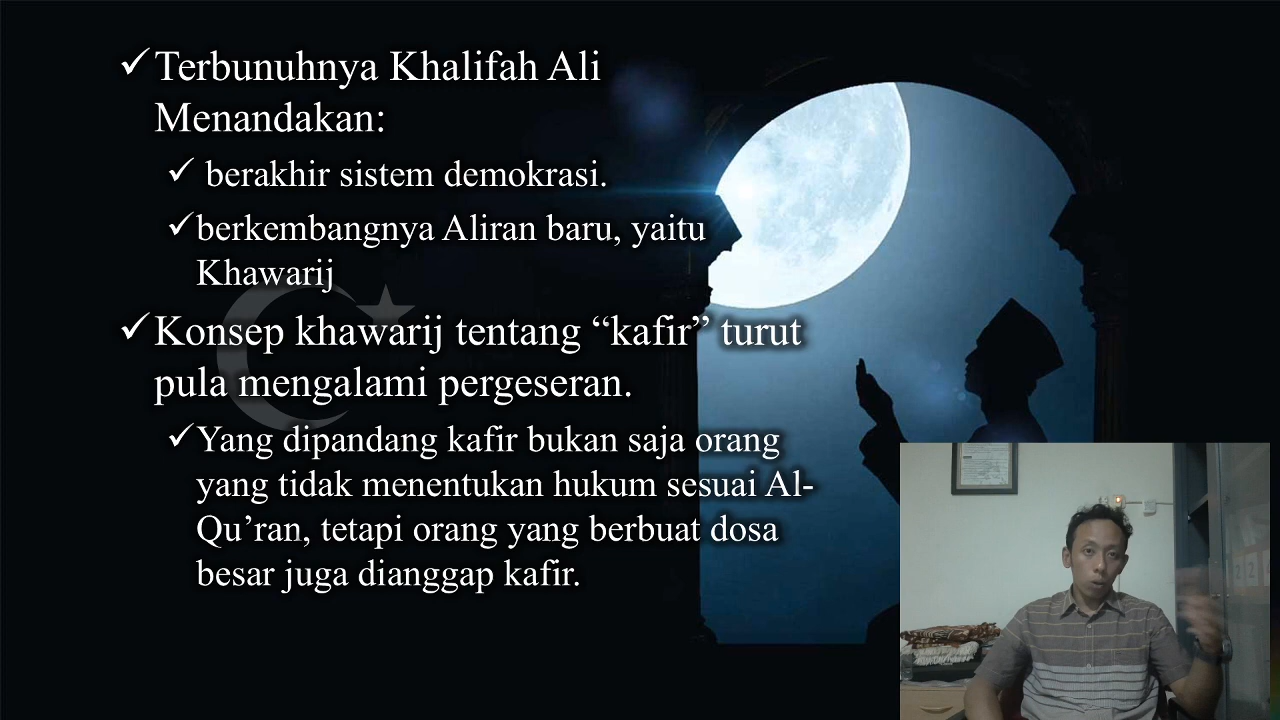 ✓Terbunuhnya Khalifah Ali
Menandakan:
✓ berakhir sistem demokrasi.
✓berkembangnya Aliran baru, yaitu
Khawarij
✓Konsep khawarij tentang “kafir” turut
pula mengalami pergeseran.
✓Yang dipandang kafir bukan saja orang
yang tidak menentukan hukum sesuai Al-
Qu’ran, tetapi orang yang berbuat dosa
besar juga dianggap kafir.